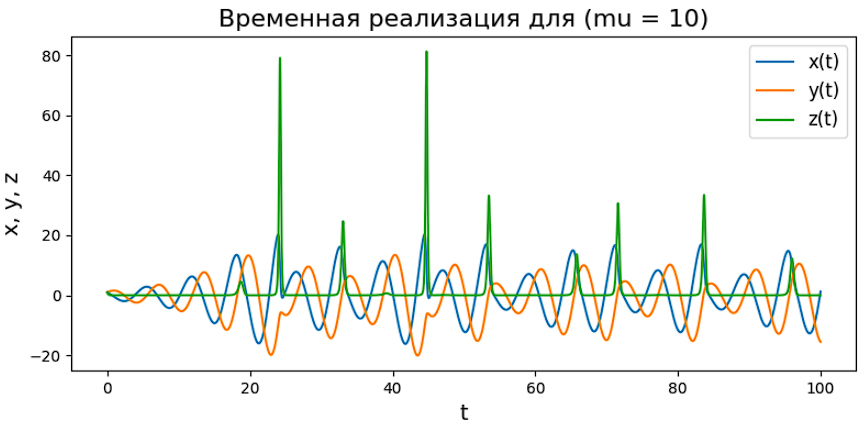 Временная реализация для (mu = 10)
x, y, z
80
60
40
20
0
−20
x(t)
y(t)
z(t)
0 20 40 60 80 100
t